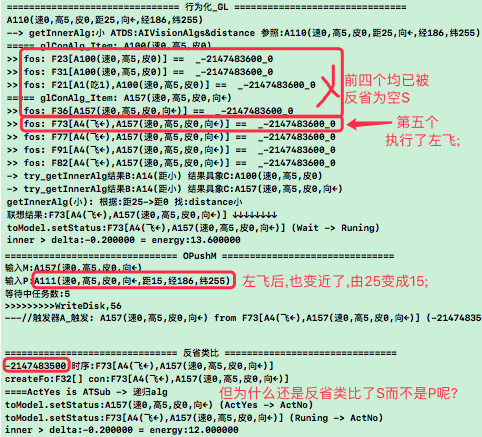 ============================ 行为化_GL ============================
A110(速0,高5,皮0,距25,向←,经186,纬255)
--> getInnerAlg:小 ATDS:AIVisionAlgs&distance 参照:A110(速0,高5,皮0,距25,向←,经186,纬255)
===== glConAlg_Item: A100(速0,高5,皮0)
>> fos: F23[A100(速0,高5,皮0)] == _-2147483600_0
>> fos: F31[A100(速0,高5,皮0)] == _-2147483600_0
>> fos: F21[A1(吃1),A100(速0,高5,皮0)] == _-2147483600_0
===== glConAlg_Item: A157(速0,高5,皮0,向←)
>> fos: F36[A157(速0,高5,皮0,向←)] == _-2147483600_0
>> fos: F73[A4(飞←),A157(速0,高5,皮0,向←)] == _-2147483600_0
>> fos: F77[A4(飞←),A157(速0,高5,皮0,向←)] == _-2147483600_0
>> fos: F91[A4(飞←),A157(速0,高5,皮0,向←)] == _-2147483600_0
>> fos: F82[A4(飞←),A157(速0,高5,皮0,向←)] == _-2147483600_0
-> try_getInnerAlg结果B:A14(距小) 结果具象C:A100(速0,高5,皮0)
-> try_getInnerAlg结果B:A14(距小) 结果具象C:A157(速0,高5,皮0,向←)
getInnerAlg(小): 根据:距25->距0 找:distance小
联想结果:F73[A4(飞←),A157(速0,高5,皮0,向←)] ↓↓↓↓↓↓↓↓
toModel.setStatus:F73[A4(飞←),A157(速0,高5,皮0,向←)] (Wait -> Runing)
inner > delta:-0.200000 = energy:13.600000
前四个均已被
反省为空S
第五个
执行了左飞;
============================ OPushM ============================
输入M:A157(速0,高5,皮0,向←)
输入P:A111(速0,高5,皮0,向←,距15,经186,纬255)
左飞后,也变近了,由25变成15;
等待中任务数:5
>>>>>>>>>WriteDisk,56
---//触发器A_触发: A157(速0,高5,皮0,向←) from F73[A4(飞←),A157(速0,高5,皮0,向←)] (-21474835
============================ 反省类比 ============================
-2147483500 时序:F73[A4(飞←),A157(速0,高5,皮0,向←)]
createFo:F32[] con:F73[A4(飞←),A157(速0,高5,皮0,向←)]
====ActYes is ATSub -> 递归alg
但为什么还是反省类比了S而不是P呢?
toModel.setStatus:A157(速0,高5,皮0,向←) (ActYes -> ActNo)
toModel.setStatus:F73[A4(飞←),A157(速0,高5,皮0,向←)] (Runing -> ActNo)
inner > delta:-0.200000 = energy:12.000000